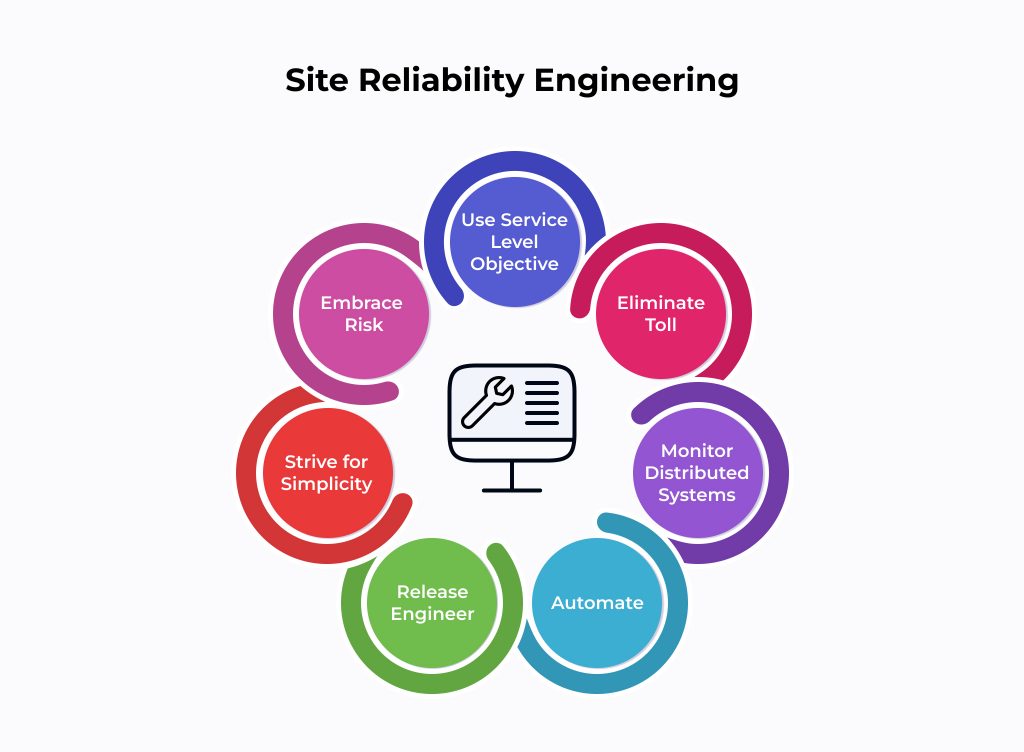 Site Reliability Engineering
Use Service
Level
Objective
Eliminate
Toll
Monitor
Distributed
Systems
Automate
Release
Engineer
Strive for
Simplicity
Embrace
Risk